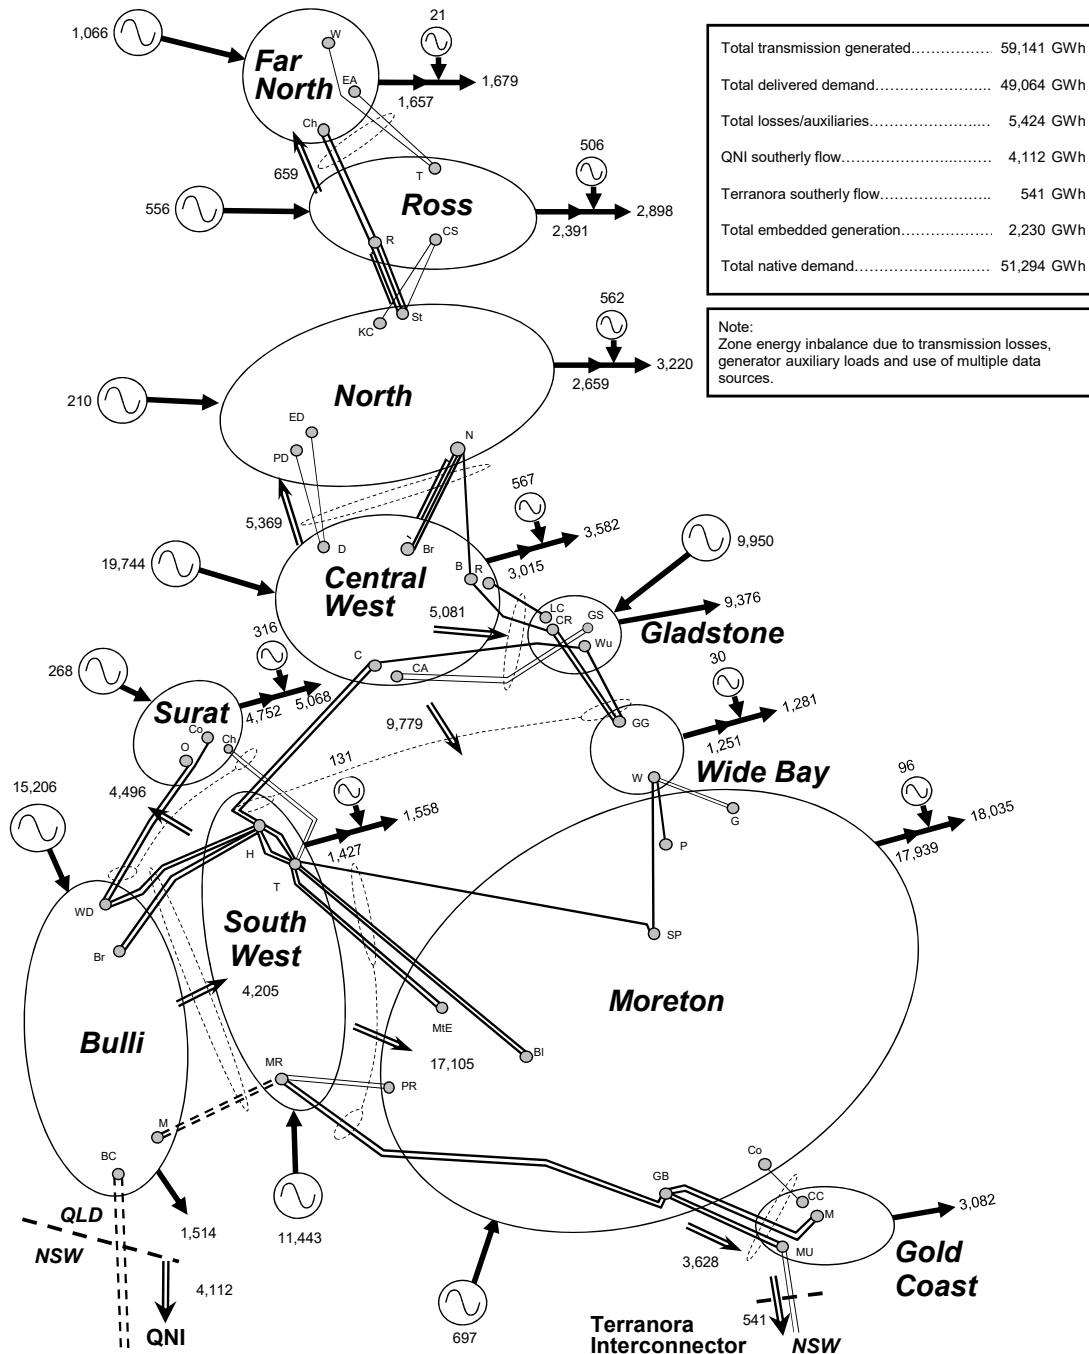 1,066
21
W
Far
North
EA
1,657
1,679
Ch
659
T
506
556
Ross
2,391
2,898
R
CS
St
KC
562
2,659
3,220
North
210
ED
N
PD
5,369
567
3,582
3,015
19,744
D
Br
B
R
Central
West
5,081
9,950
LC
CR
GS
9,376
Gladstone
Wu
316
268
4,752
5,068
C
CA
30
1,281
1,251
Surat
Co
O
Ch
9,779
GG
Wide Bay
W
G
P
131
1,558
1,427
4,496
15,206
96
18,035
17,939
H
T
WD
Br
South
West
4,205
SP
Moreton
MtE
Bulli
17,105
BI
MR
PR
M
BC
QLD
NSW
1,514
11,443
4,112
QNI
Co
CC
GB
M
MU
3,082
3,628
Gold
Coast
697
541
Terranora
Interconnector
NSW
Total transmission generated................ 59,141 GWh
Total delivered demand....................... 49,064 GWh
Total losses/auxiliaries........................ 5,424 GWh
QNI southerly flow............................... 4,112 GWh
Terranora southerly flow...................... 541 GWh
Total embedded generation.................. 2,230 GWh
Total native demand............................ 51,294 GWh
Note:
Zone energy inbalance due to transmission losses,
generator auxiliary loads and use of multiple data
sources.